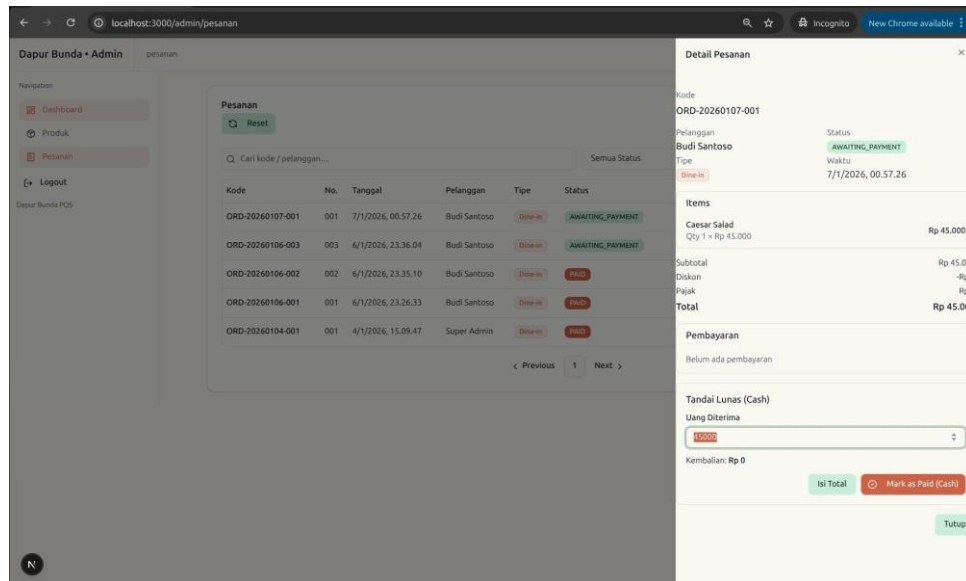 localhost:3000/admin/pesanan
Incognito
New Chrome available
Dapur Bunda • Admin
pesanan
Navigation
Dashboard
Produk
Pesanan
Logout
Dapur Bunda POS
Pesanan
Reset
Cari kode / pelanggan...
Semua Status
Kode No. Tanggal Pelanggan Tipe Status
ORD-20260107-001 001 7/1/2026, 00.57.26 Budi Santoso Dine-in AWAITING_PAYMENT
ORD-20260106-003 003 6/1/2026, 23.36.04 Budi Santoso Dine-in AWAITING_PAYMENT
ORD-20260106-002 002 6/1/2026, 23.35.10 Budi Santoso Dine-in PAID
ORD-20260106-001 001 6/1/2026, 23.26.33 Budi Santoso Dine-in PAID
ORD-20260104-001 001 4/1/2026, 15.09.47 Super Admin Dine-in PAID
Previous 1 Next
N
Detail Pesanan
Kode
ORD-20260107-001
Pelanggan Status
Budi Santoso AWAITING_PAYMENT
Tipe Waktu
Dine-in 7/1/2026, 00.57.26
Items
Caesar Salad Rp 45.000
Qty 1 × Rp 45.000
Subtotal Rp 45.0
Diskon -Rp
Pajak Rp
Total Rp 45.00
Pembayaran
Belum ada pembayaran
Tandai Lunas (Cash)
Uang Diterima
45000
Kembalian: Rp 0
Isi Total Mark as Paid (Cash)
Tutup